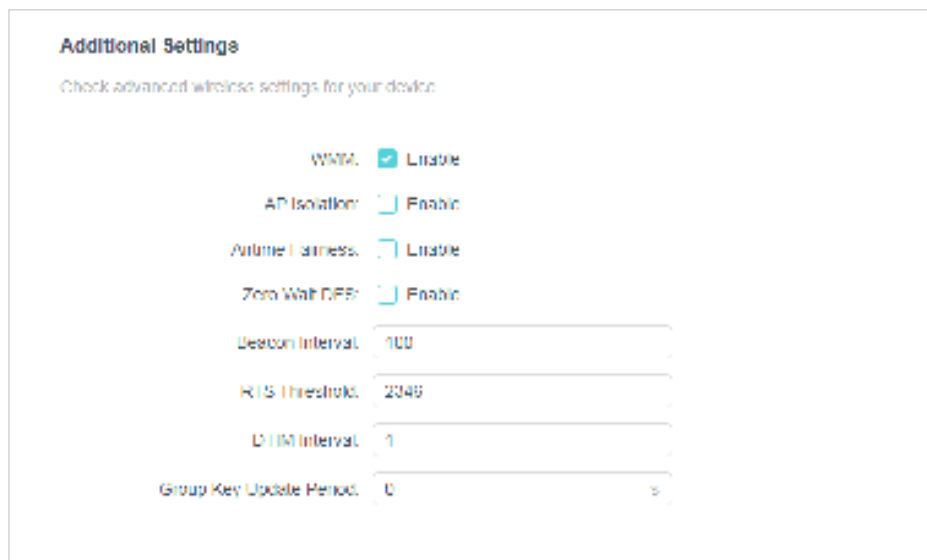 Additional Settings
Check advanced wireless settings for your device
WMM: Enable
AP Isolation: Enable
Airtime Fairness: Enable
Zero Wait DFS: Enable
Beacon Interval: 100
RTS Threshold: 2346
DTIM Interval: 1
Group Key Update Period: 0 s